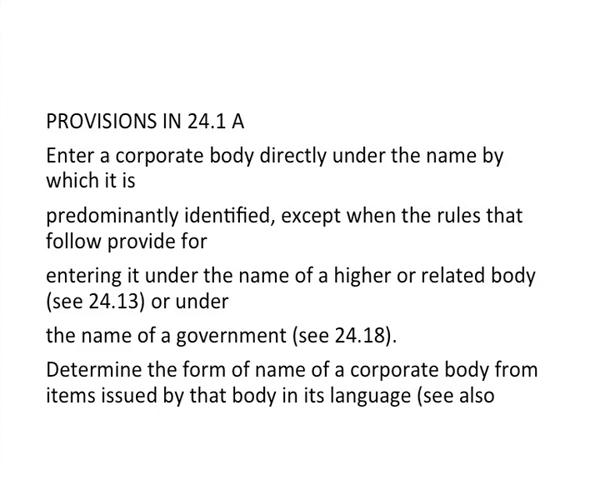 PROVISIONS IN 24.1 A
Enter a corporate body directly under the name by
which it is
predominantly identified, except when the rules that
follow provide for
entering it under the name of a higher or related body
(see 24.13) or under
the name of a government (see 24.18).
Determine the form of name of a corporate body from
items issued by that body in its language (see also